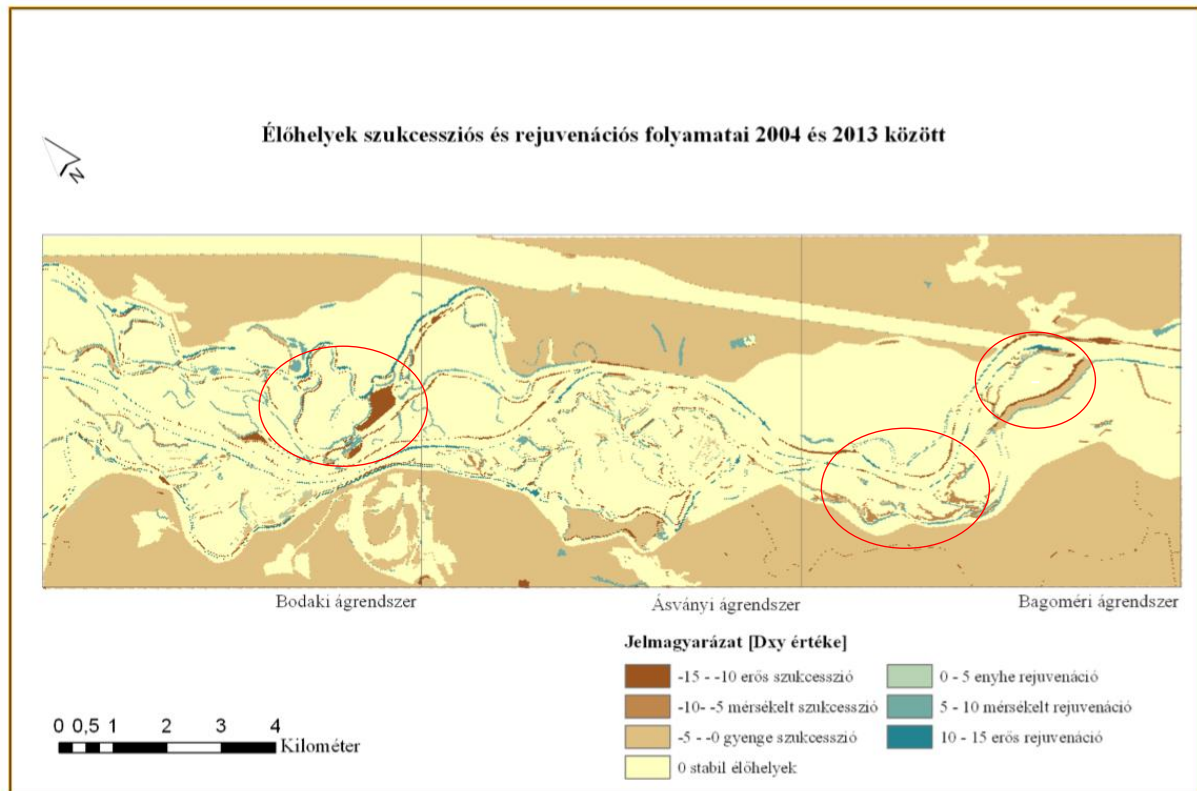 Élőhelyek szukcessziós és rejuvenációs folyamatai 2004 és 2013 között
N
Bodaki ágrendszer
Ásványi ágrendszer
Bagoméri ágrendszer
Jelmagyarázat [Dxy értéke]
-15 - -10 erős szukcesszió
-10- -5 mérsékelt szukcesszió
-5 - -0 gyenge szukcesszió
0 stabil élőhelyek
0 - 5 enyhe rejuvenáció
5 - 10 mérsékelt rejuvenáció
10 - 15 erős rejuvenáció
0 0,5 1 2 3 4
Kilométer